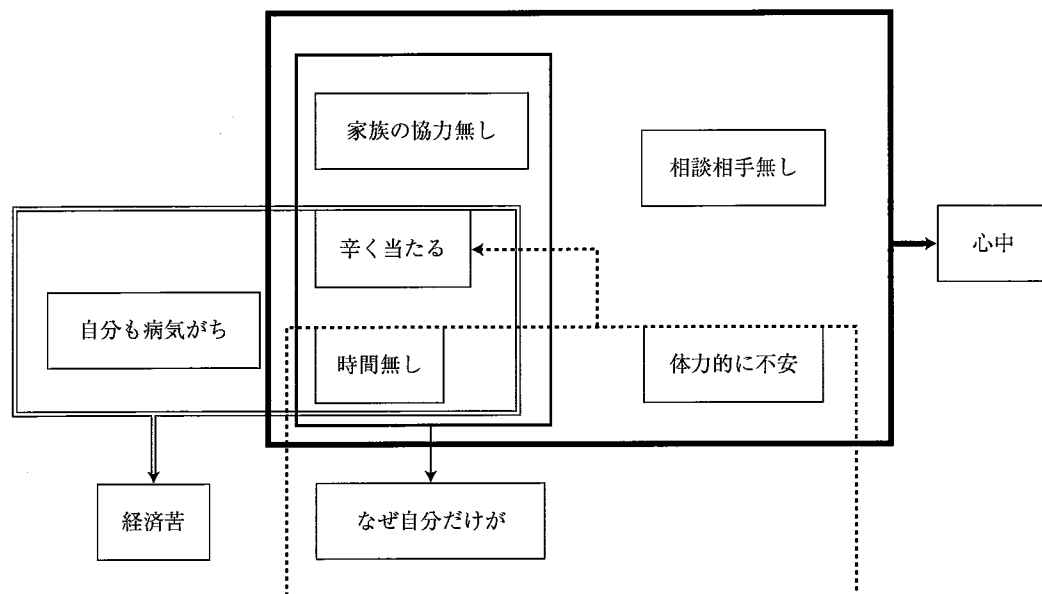 家族の協力無し
相談相手無し
辛く当たる
心中
自分も病気がち
時間無し
体力的に不安
経済苦
なぜ自分だけが